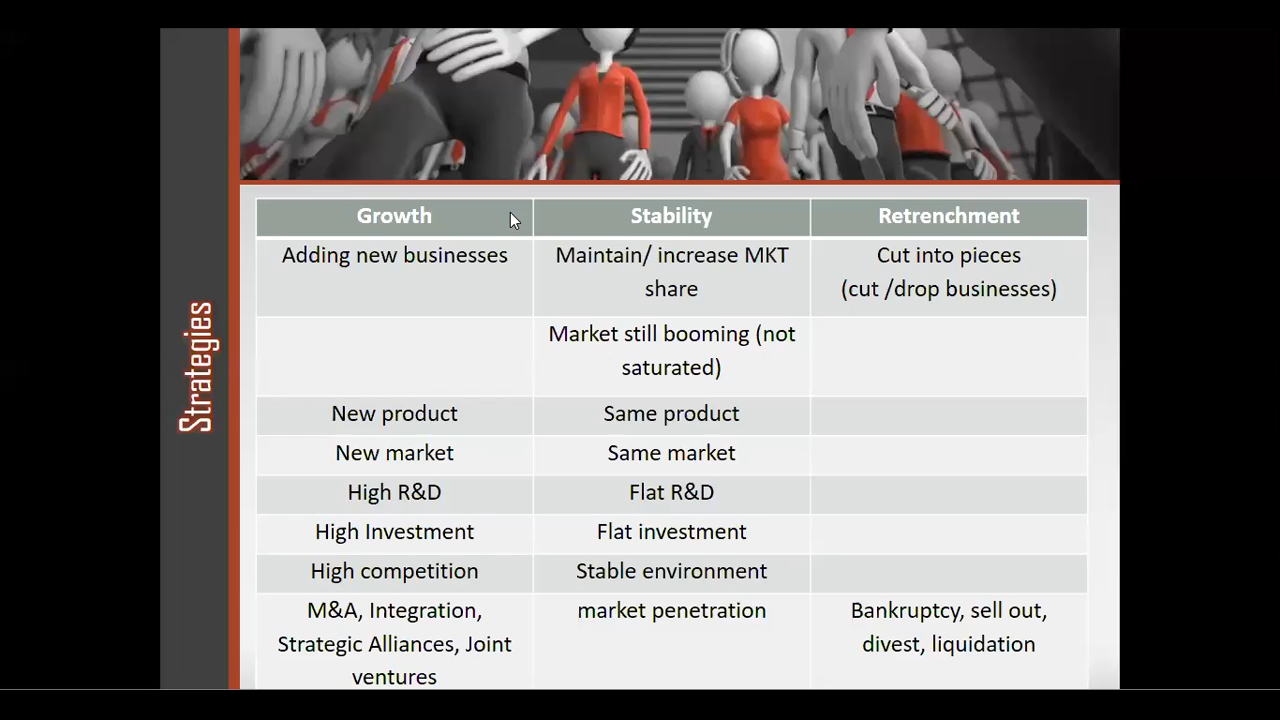 Strategies
Growth
Stability
Retrenchment
Adding new businesses
Maintain/ increase MKT
share
Cut into pieces
(cut /drop businesses)
Market still booming (not
saturated)
New product
Same product
New market
Same market
High R&D
Flat R&D
High Investment
Flat investment
High competition
Stable environment
M&A, Integration,
Strategic Alliances, Joint
ventures
market penetration
Bankruptcy, sell out,
divest, liquidation